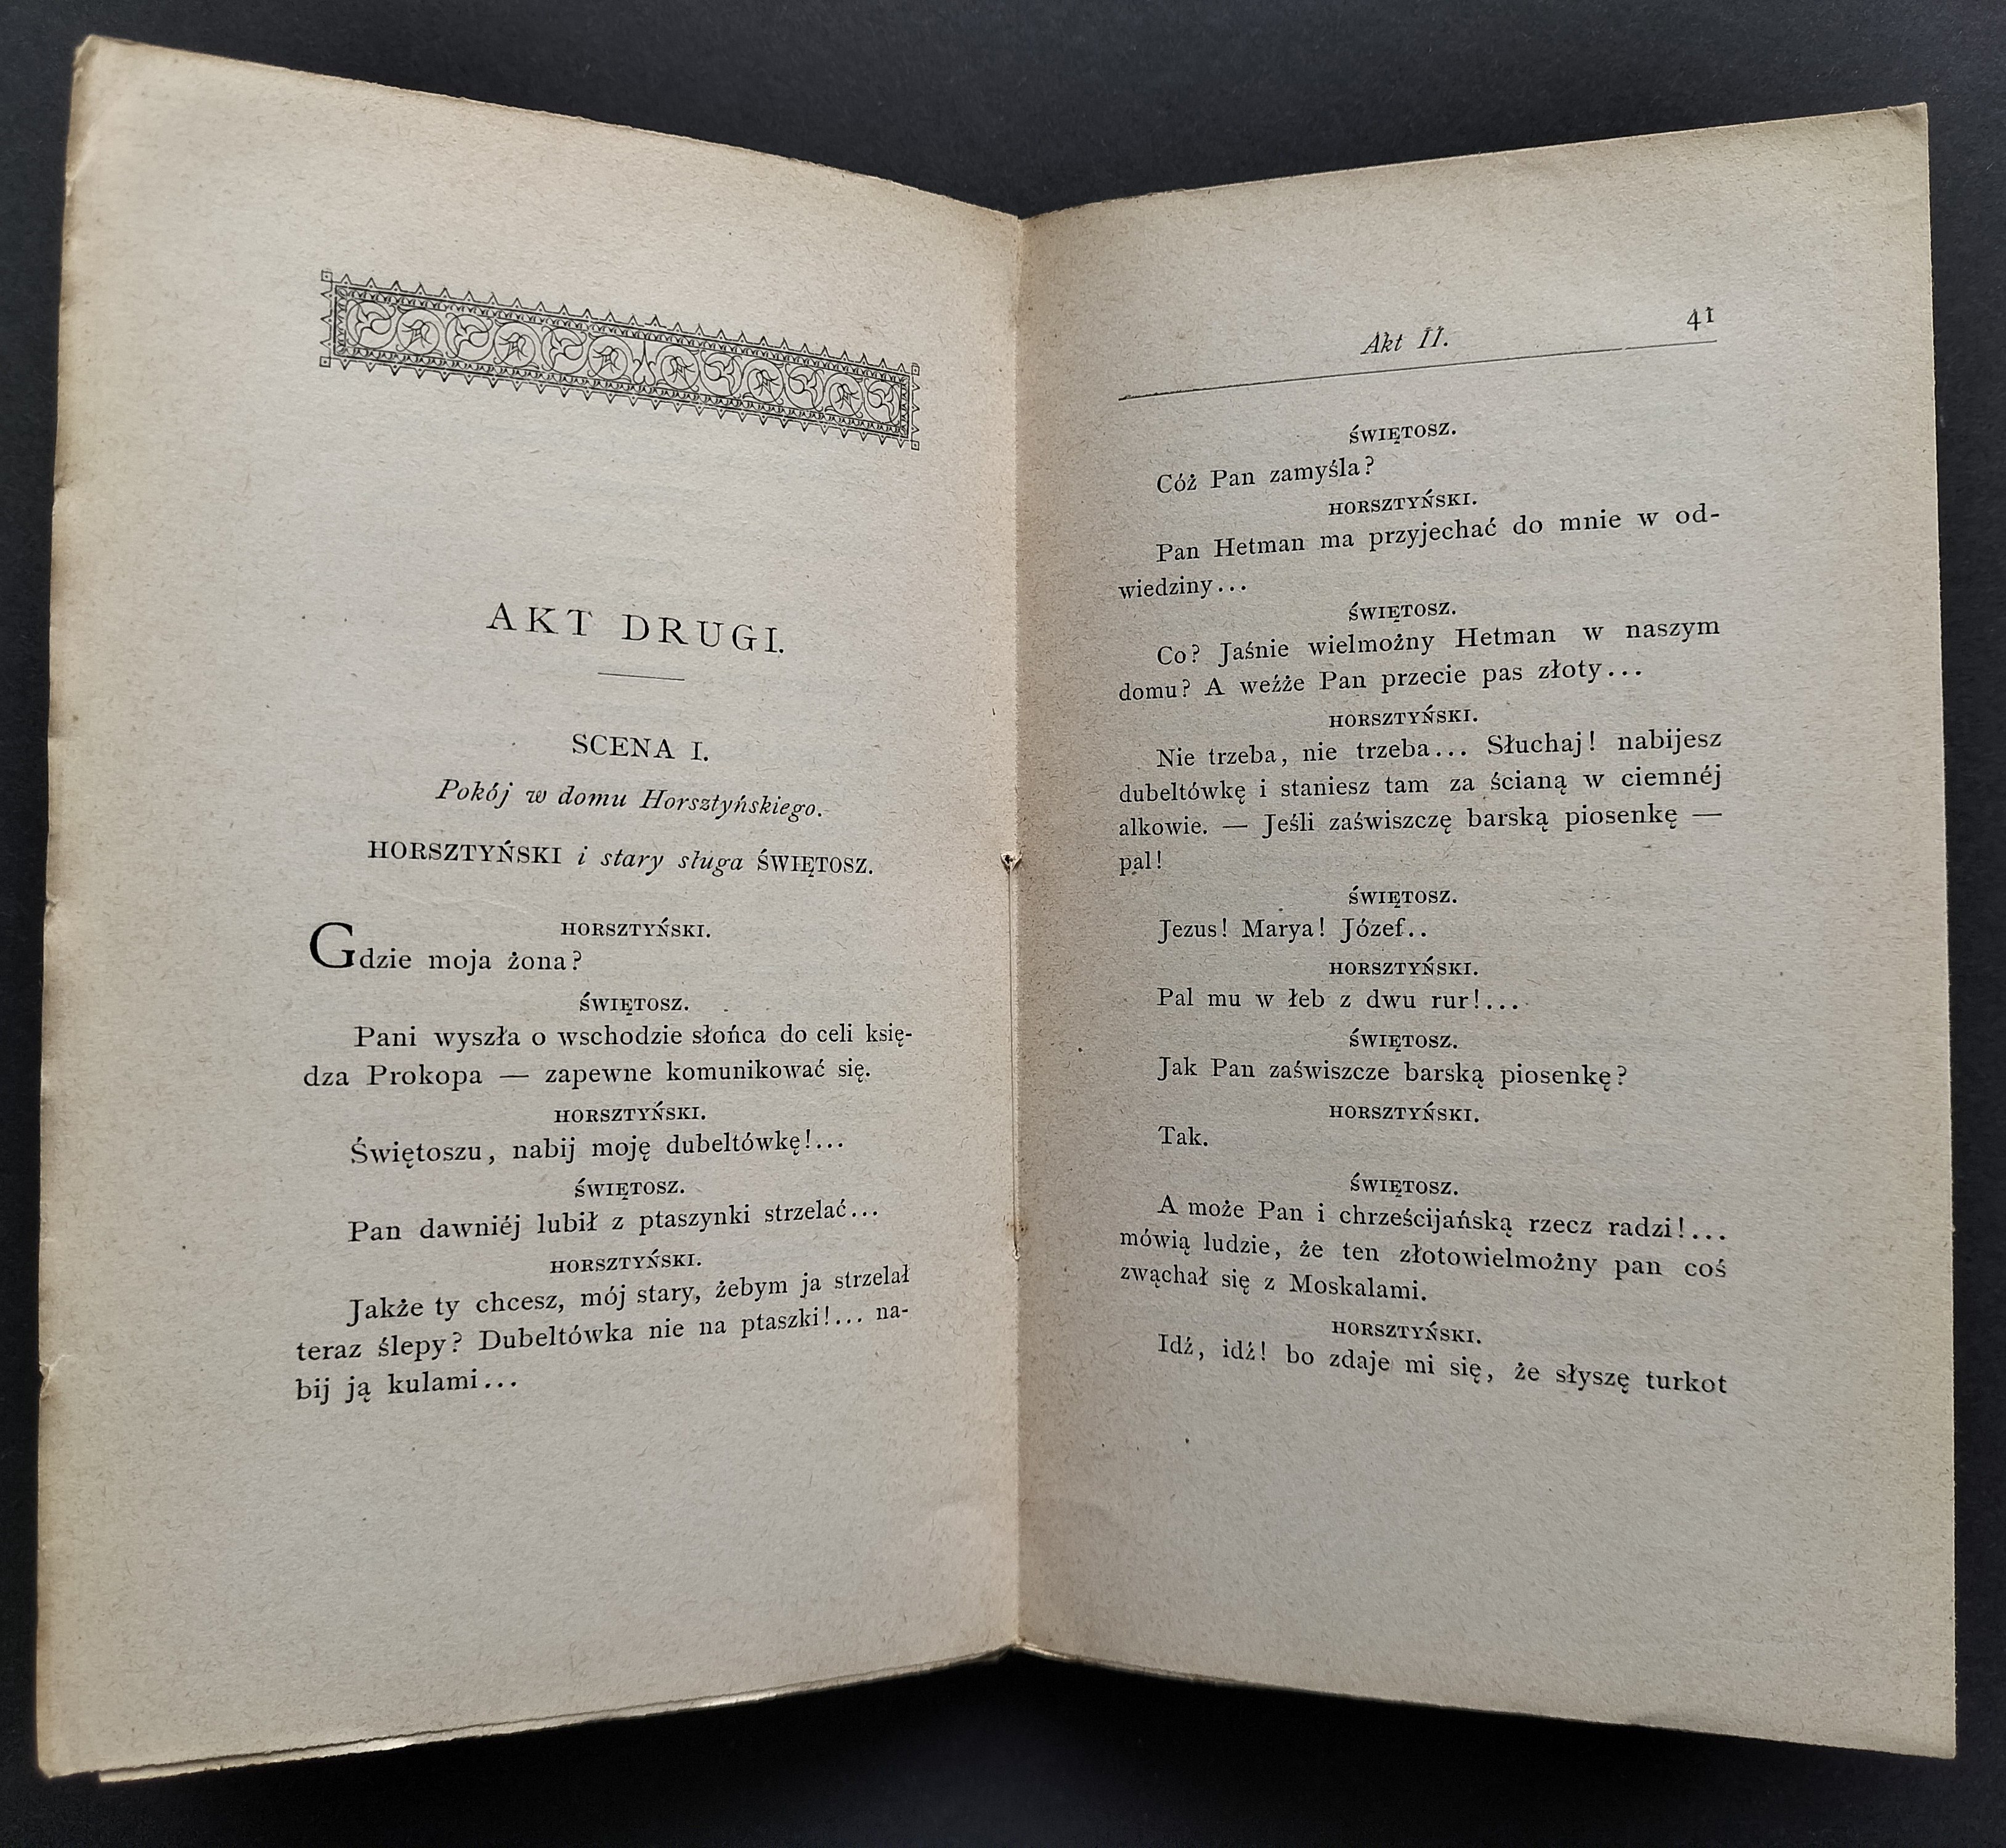 AKT DRUGI.
SCENA I.
Pokój w domu Horsztyńskiego.
HORSZTYŃSKI i stary sługa ŚWIĘTOSZ.
HORSZTYŃSKI.
Gdzie moja żona?
ŚWIĘTOSZ.
Pani wyszła o wschodzie słońca do celi księ-
dza Prokopa — zapewne komunikować się.
HORSZTYŃSKI.
Świętoszu, nabij moję dubeltówkę!...
ŚWIĘTOSZ.
Pan dawniéj lubił z ptaszynki strzelać...
HORSZTYŃSKI.
Jakże ty chcesz, mój stary, żebym ja strzelał
teraz ślepy? Dubeltówka nie na ptaszki!... na-
bij ją kulami...
Akt II.
41
ŚWIĘTOSZ.
Cóż Pan zamyśla?
HORSZTYŃSKI.
Pan Hetman ma przyjechać do mnie w od-
wiedziny...
ŚWIĘTOSZ.
Co? Jaśnie wielmożny Hetman w naszym
domu? A weźże Pan przecie pas złoty...
HORSZTYŃSKI.
Nie trzeba, nie trzeba... Słuchaj! nabijesz
dubeltówkę i staniesz tam za ścianą w ciemnéj
alkowie. — Jeśli zaświszczę barską piosenkę —
pal!
ŚWIĘTOSZ.
Jezus! Marya! Józef..
HORSZTYŃSKI.
Pal mu w łeb z dwu rur!...
ŚWIĘTOSZ.
Jak Pan zaświszcze barską piosenkę?
HORSZTYŃSKI.
Tak.
ŚWIĘTOSZ.
A może Pan i chrześcijańską rzecz radzi!...
mówią ludzie, że ten złotowielmożny pan coś
zwąchał się z Moskalami.
HORSZTYŃSKI.
Idź, idź! bo zdaje mi się, że słyszę turkot